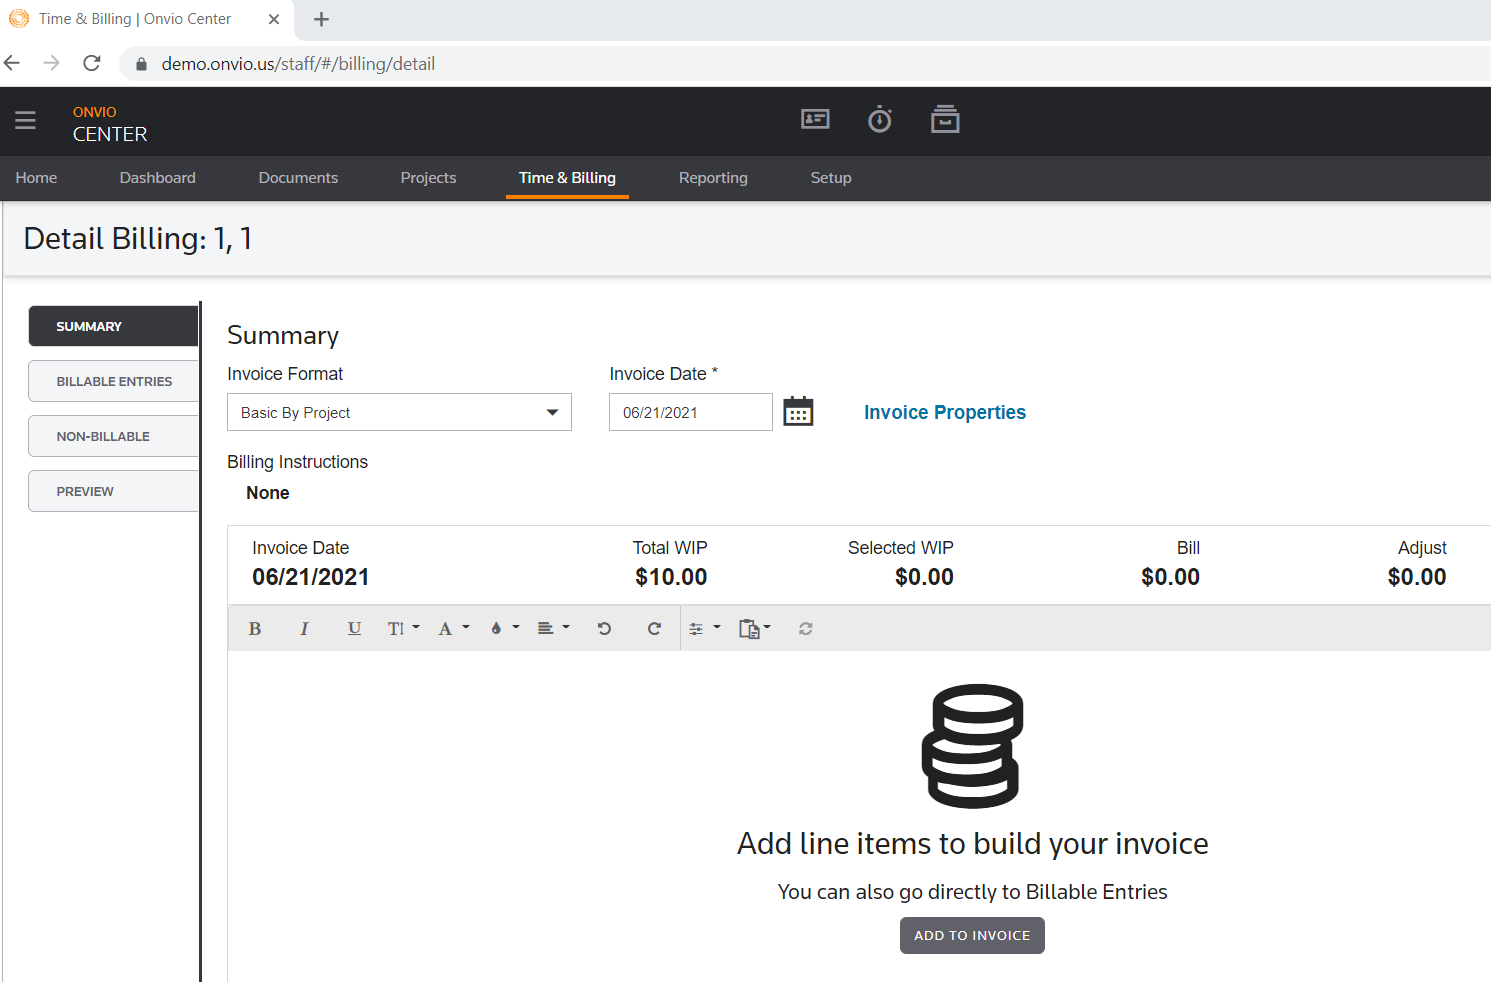 Time & Billing | Onvio Center
demo.onvio.us/staff/#/billing/detail
ONVIO
CENTER
Home Dashboard Documents Projects Time & Billing Reporting Setup
Detail Billing: 1, 1
SUMMARY
BILLABLE ENTRIES
NON-BILLABLE
PREVIEW
Summary
Invoice Format Invoice Date *
Basic By Project 06/21/2021 Invoice Properties
Billing Instructions
None
Invoice Date Total WIP Selected WIP Bill Adjust
06/21/2021 $10.00 $0.00 $0.00 $0.00
B I U T A
Add line items to build your invoice
You can also go directly to Billable Entries
ADD TO INVOICE